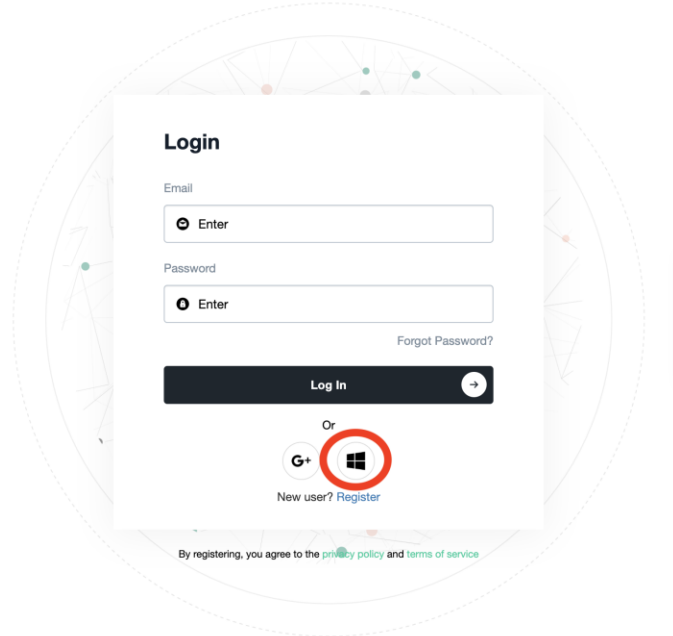 Login
Email
Enter
Password
Enter
Forgot Password?
Log In
Or
G+
New user? Register
By registering, you agree to the privacy policy and terms of service